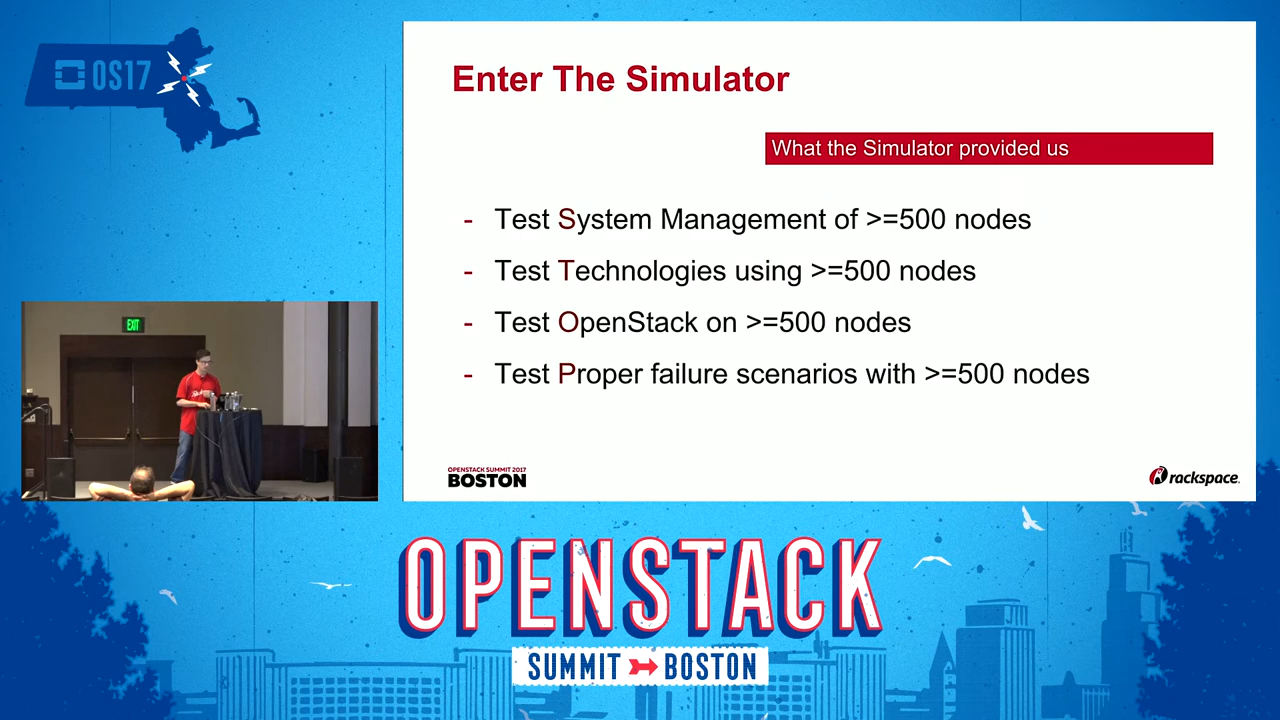 OS17
Enter The Simulator
What the Simulator provided us
- Test System Management of >=500 nodes
- Test Technologies using >=500 nodes
- Test OpenStack on >=500 nodes
- Test Proper failure scenarios with >=500 nodes
OPENSTACK SUMMIT 2017
BOSTON
rackspace.
EXIT
OPENSTACK
SUMMIT BOSTON